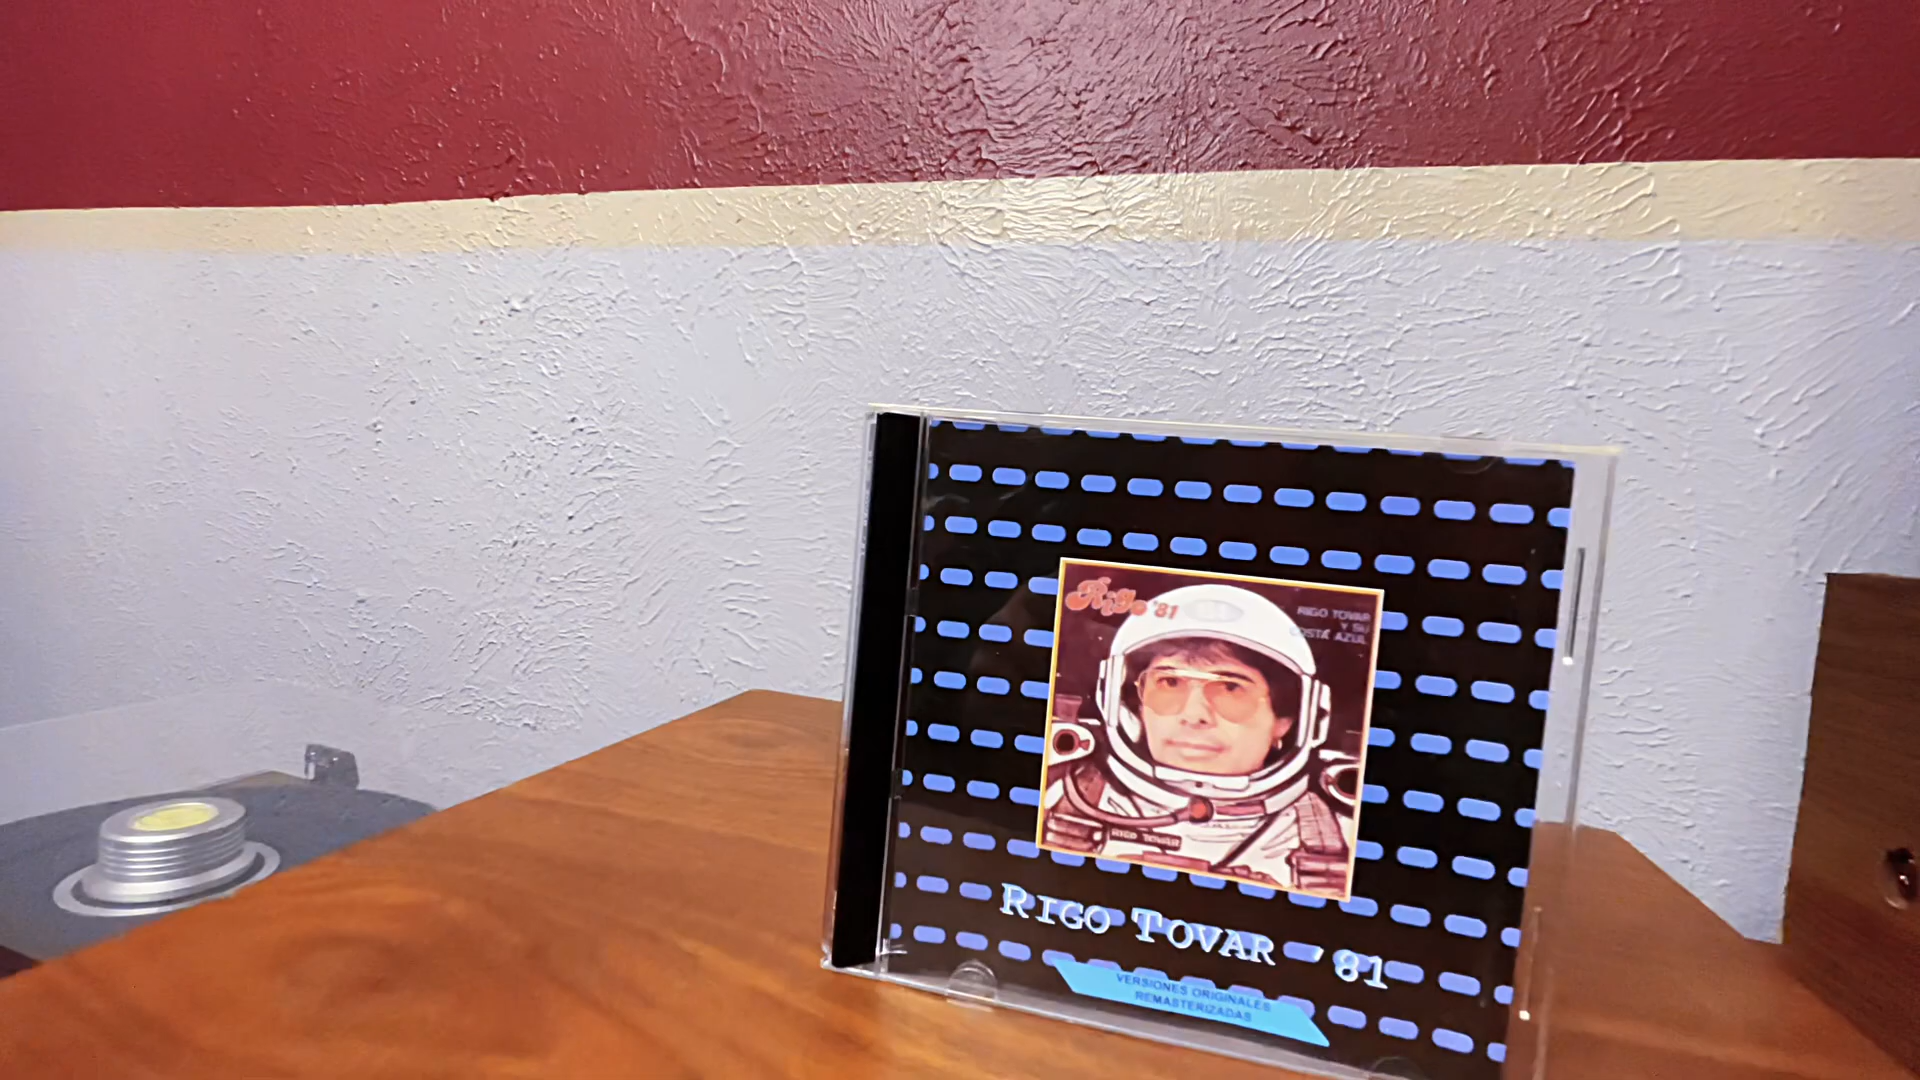 Rigo '81
RIGO TOVAR
Y SU
COSTA AZUL
RIGO TOVAR
RIGO TOVAR '81
VERSIONES ORIGINALES
REMASTERIZADAS